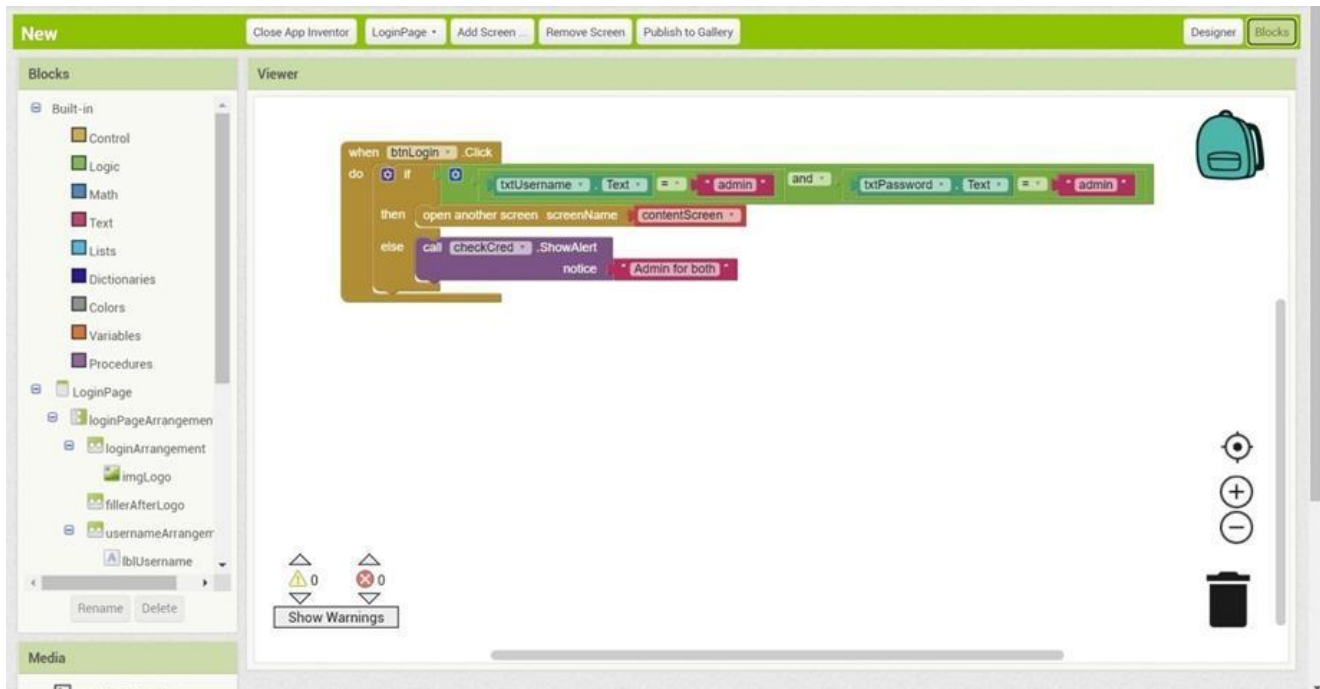 New Close App Inventor LoginPage Add Screen ... Remove Screen Publish to Gallery Designer Blocks
Blocks
Built-in
Control
Logic
Math
Text
Lists
Dictionaries
Colors
Variables
Procedures
LoginPage
loginPageArrangemen
loginArrangement
imgLogo
fillerAfterLogo
usernameArrangem
lblUsername
Rename Delete
Media
Viewer
when btnLogin .Click
do if txtUsername . Text = " admin " and txtPassword . Text = " admin "
then open another screen screenName contentScreen
else call checkCred .ShowAlert
notice " Admin for both "
0 0
Show Warnings